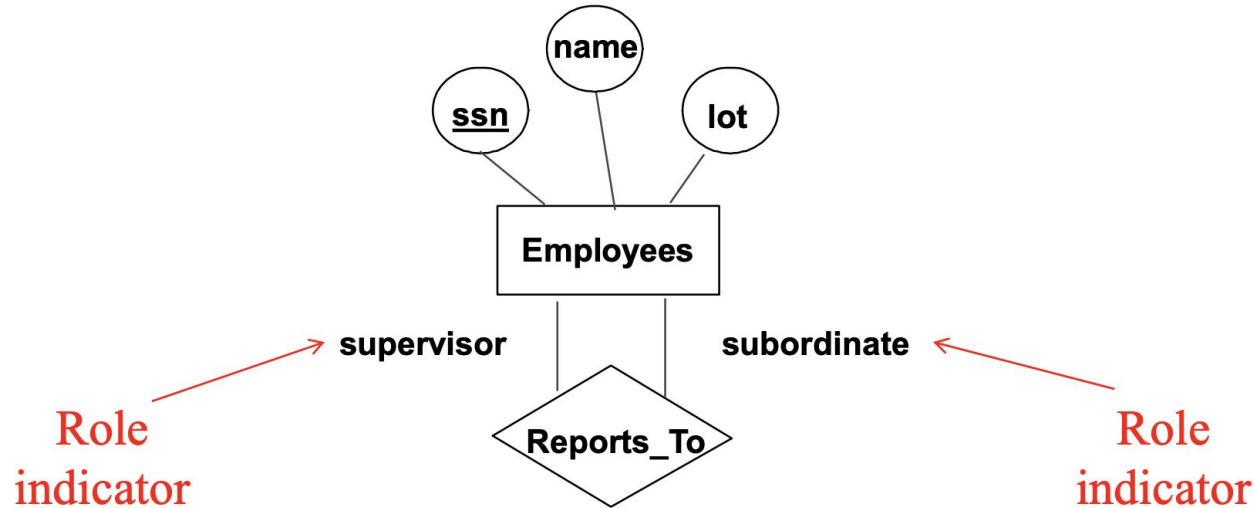 name
ssn
lot
Employees
supervisor
subordinate
Role
indicator
Reports_To
Role
indicator